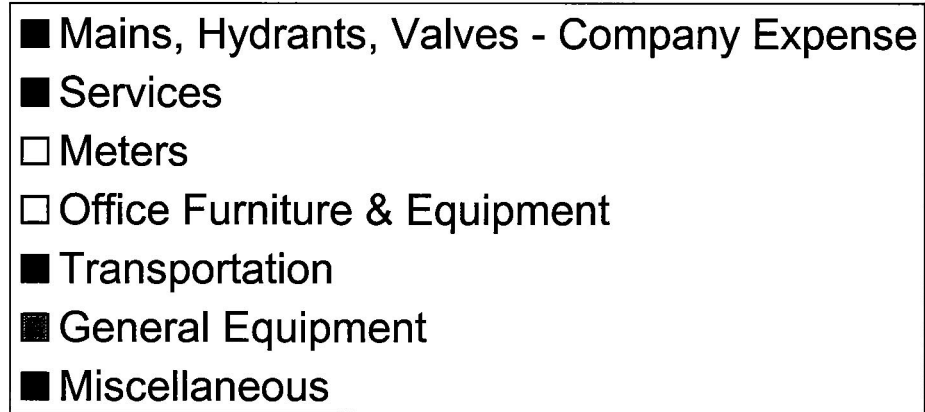 Mains, Hydrants, Valves - Company Expense
Services
Meters
Office Furniture & Equipment
Transportation
General Equipment
Miscellaneous